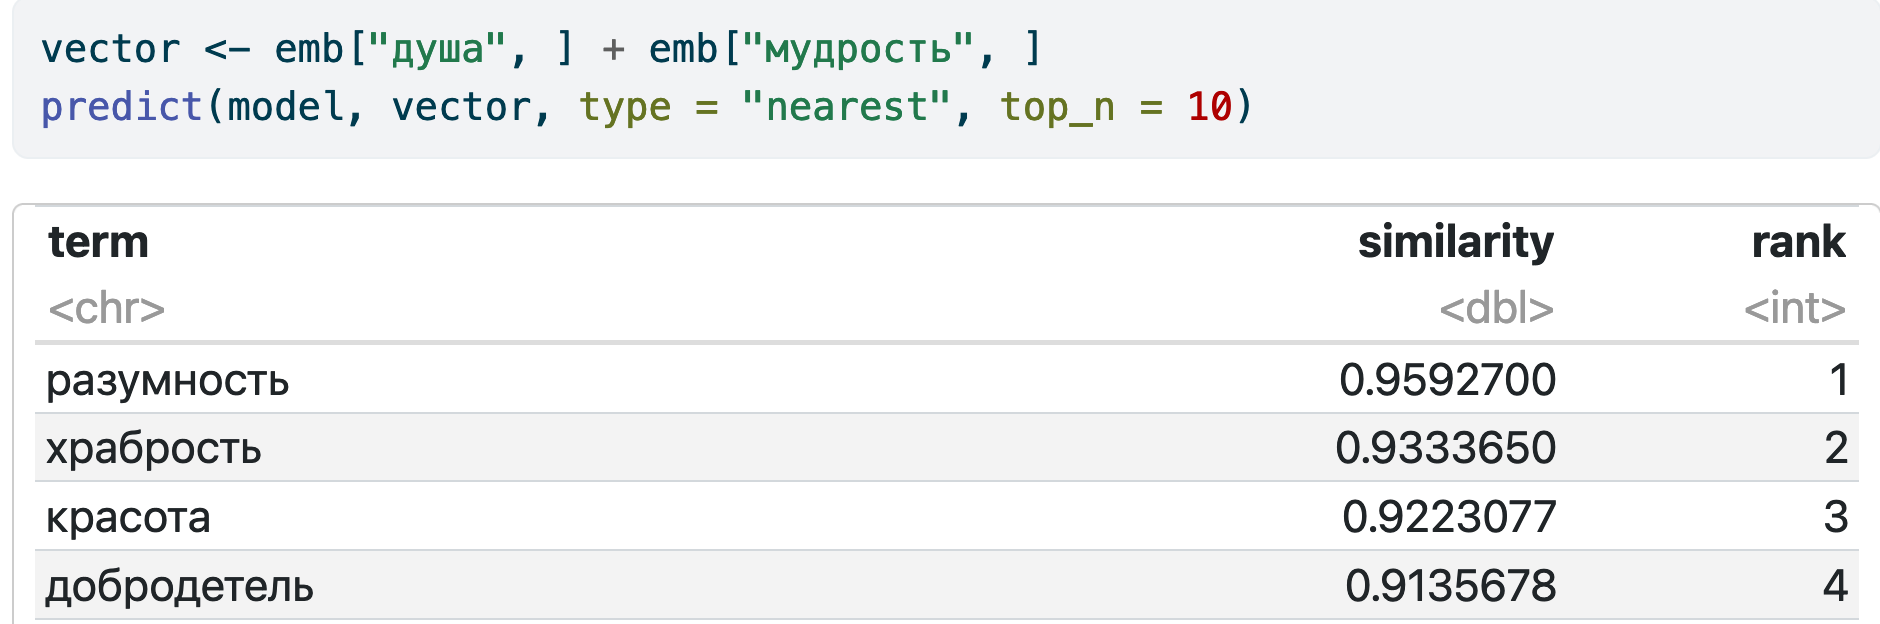 vector <- emb["душа", ] + emb["мудрость", ]
predict(model, vector, type = "nearest", top_n = 10)
term similarity rank
<chr> <dbl> <int>
разумность 0.9592700 1
храбрость 0.9333650 2
красота 0.9223077 3
добродетель 0.9135678 4